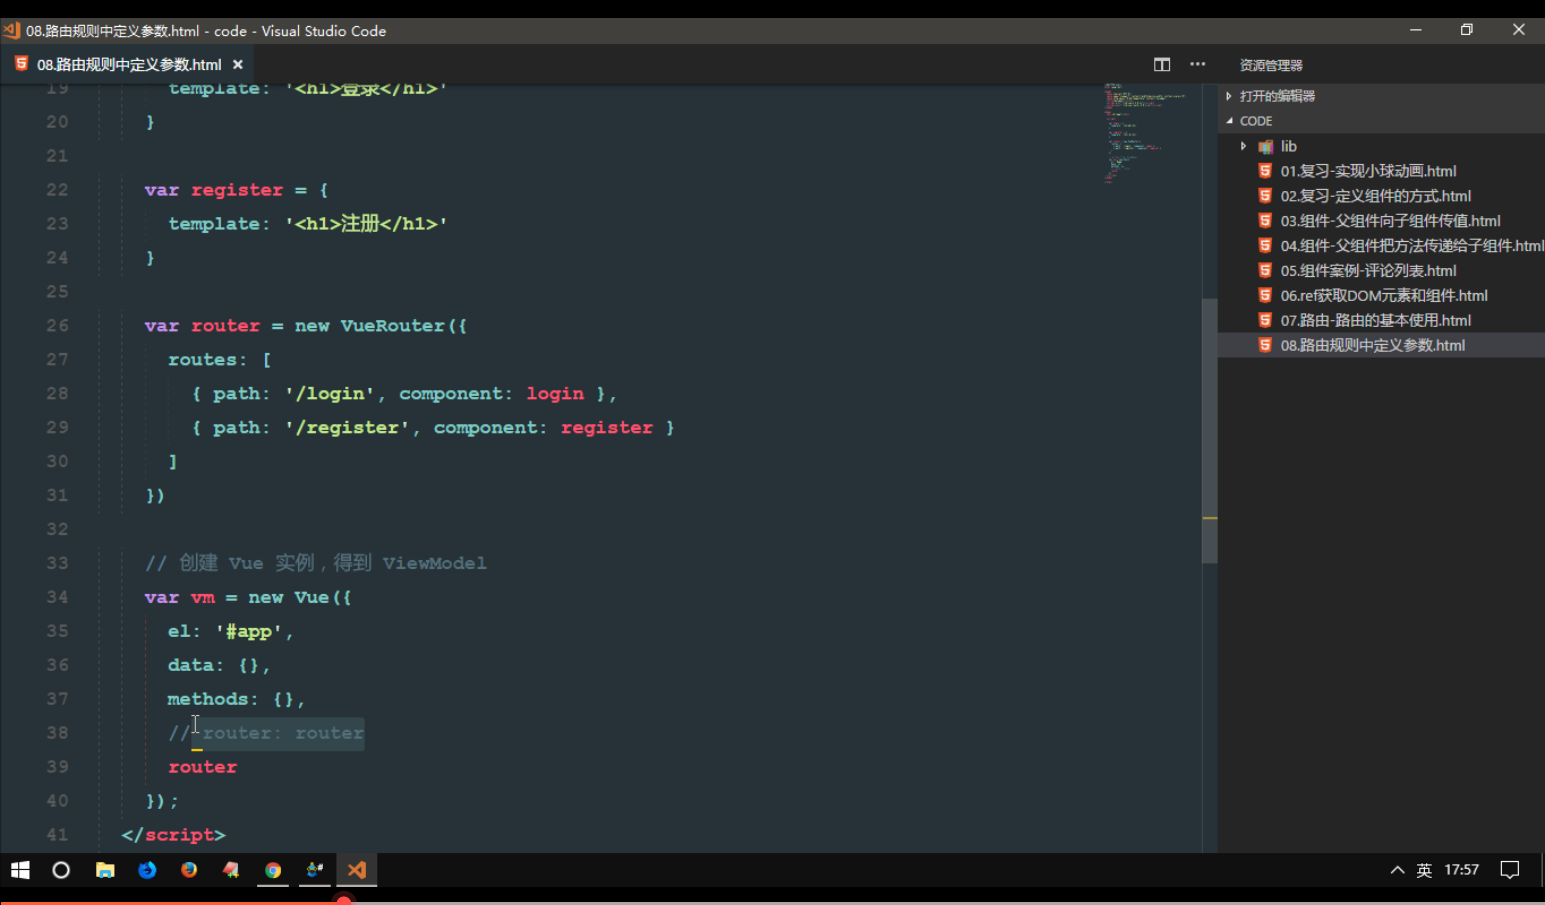 08.路由规则中定义参数.html - code - Visual Studio Code
08.路由规则中定义参数.html
资源管理器
19 template: '<h1>登录</h1>'
20 }
21
22 var register = {
23 template: '<h1>注册</h1>'
24 }
25
26 var router = new VueRouter({
27 routes: [
28 { path: '/login', component: login },
29 { path: '/register', component: register }
30 ]
31 })
32
33 // 创建 Vue 实例，得到 ViewModel
34 var vm = new Vue({
35 el: '#app',
36 data: {},
37 methods: {},
38 // router: router
39 router
40 });
41 </script>
打开的编辑器
CODE
lib
01.复习-实现小球动画.html
02.复习-定义组件的方式.html
03.组件-父组件向子组件传值.html
04.组件-父组件把方法传递给子组件.html
05.组件案例-评论列表.html
06.ref获取DOM元素和组件.html
07.路由-路由的基本使用.html
08.路由规则中定义参数.html
英 17:57